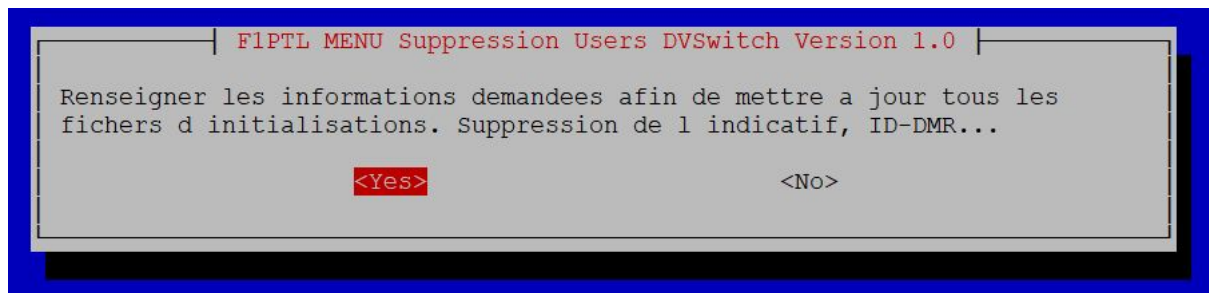 F1PTL MENU Suppression Users DVSwitch Version 1.0
Renseigner les informations demandees afin de mettre a jour tous les
fichers d initialisations. Suppression de l indicatif, ID-DMR...
<Yes> <No>